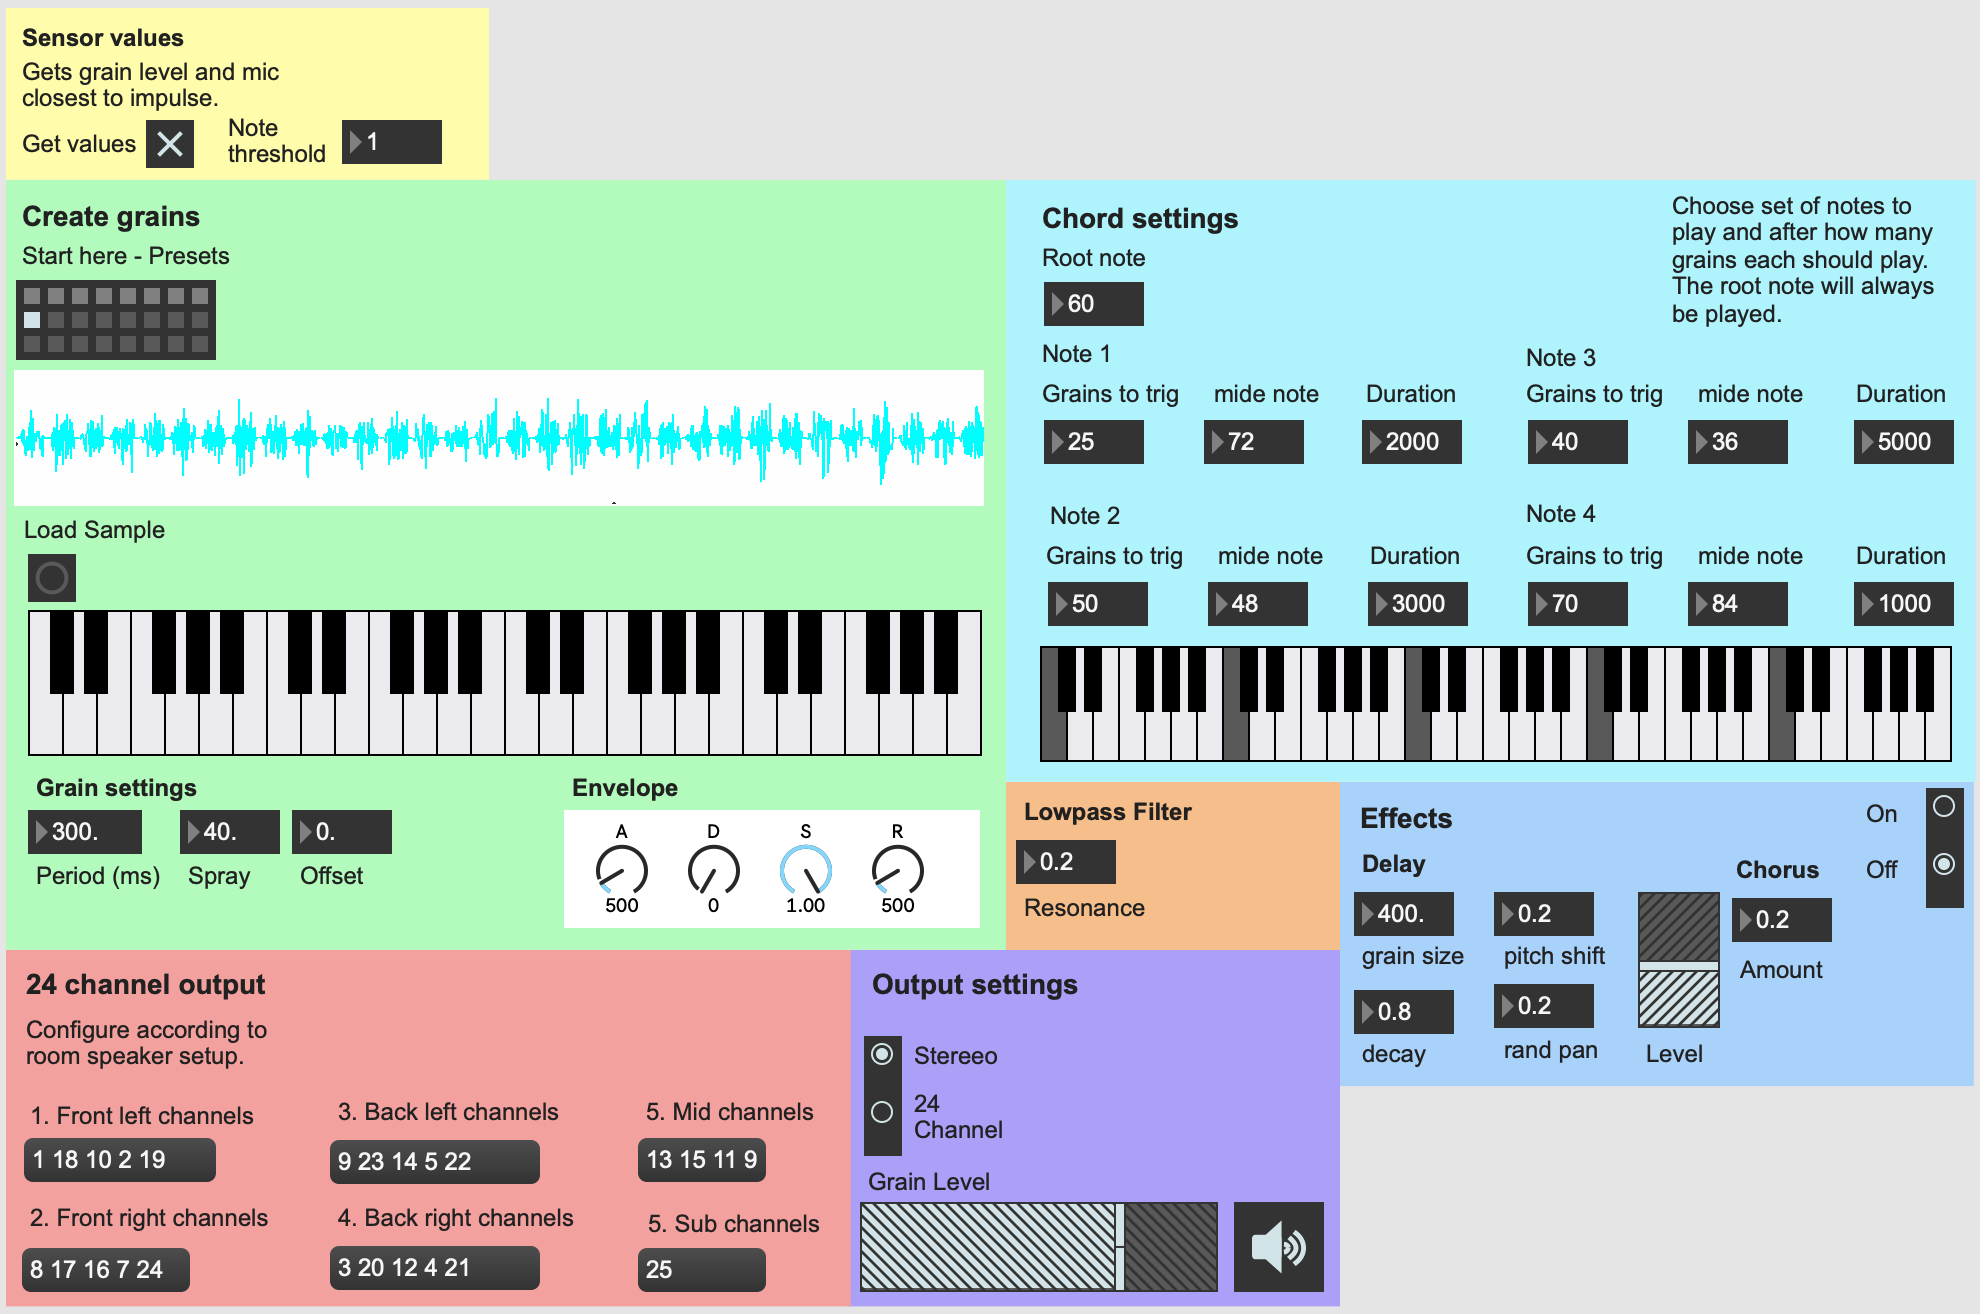 Sensor values
Gets grain level and mic
closest to impulse.
Get values
Note
threshold
1
Create grains
Start here - Presets
Load Sample
Grain settings
300.
40.
0.
Period (ms)
Spray
Offset
Envelope
A
D
S
R
500
0
1.00
500
Chord settings
Root note
60
Choose set of notes to
play and after how many
grains each should play.
The root note will always
be played.
Note 1
Grains to trig
mide note
Duration
25
72
2000
Note 3
Grains to trig
mide note
Duration
40
36
5000
Note 2
Grains to trig
mide note
Duration
50
48
3000
Note 4
Grains to trig
mide note
Duration
70
84
1000
Lowpass Filter
0.2
Resonance
Effects
On
Off
Delay
400.
grain size
0.2
pitch shift
0.8
decay
0.2
rand pan
Level
Chorus
0.2
Amount
24 channel output
Configure according to
room speaker setup.
1. Front left channels
1 18 10 2 19
3. Back left channels
9 23 14 5 22
5. Mid channels
13 15 11 9
2. Front right channels
8 17 16 7 24
4. Back right channels
3 20 12 4 21
5. Sub channels
25
Output settings
Stereeo
24
Channel
Grain Level